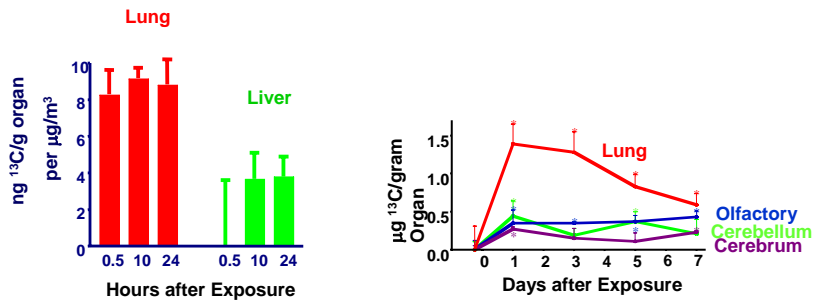 Lung
10
8
6
4
2
0
ng ¹³C/g organ
per µg/m³
Liver
0.5 10 24 0.5 10 24
Hours after Exposure
µg ¹³C/gram
Organ
1.5
1.0
0.5
0.0
Lung
Olfactory
Cerebellum
Cerebrum
0 1 2 3 4 5 6 7
Days after Exposure